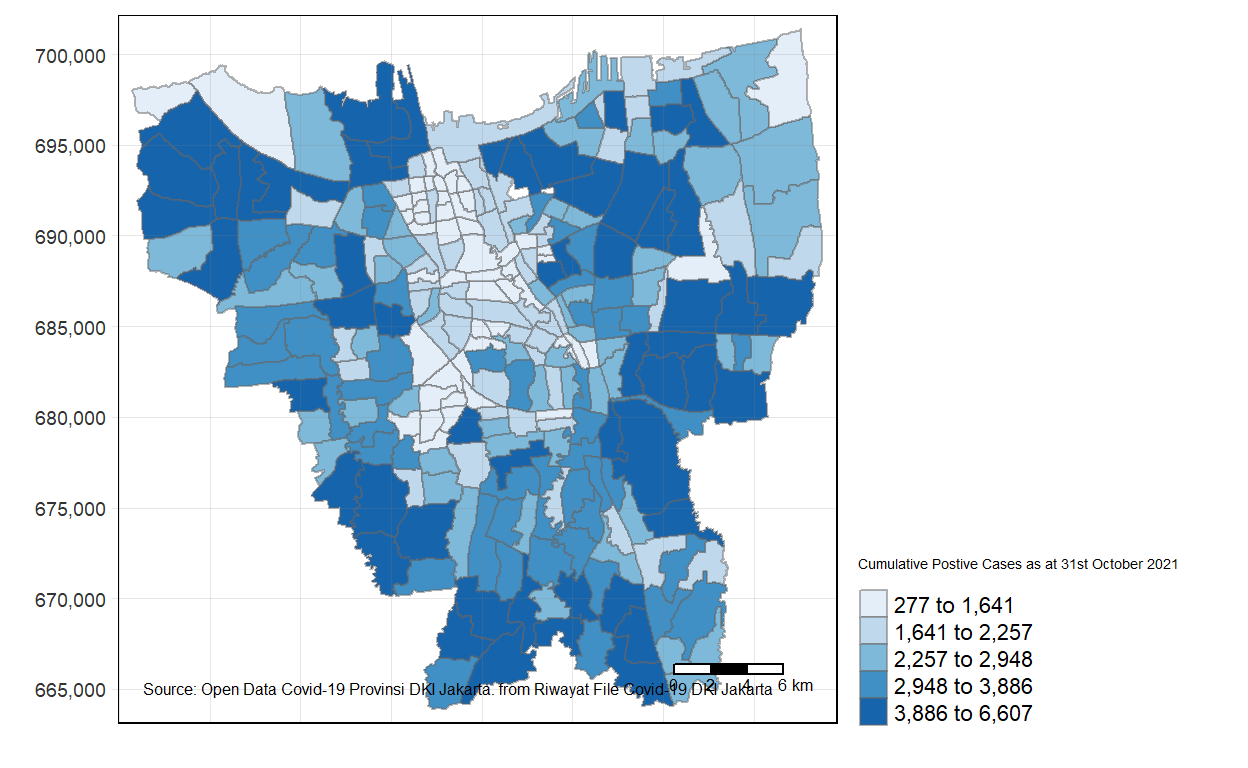 700,000
695,000
690,000
685,000
680,000
675,000
670,000
665,000
Source: Open Data Covid-19 Provinsi DKI Jakarta. from Riwayat File Covid-19 DKI Jakarta
0 2 4 6 km
Cumulative Postive Cases as at 31st October 2021
277 to 1,641
1,641 to 2,257
2,257 to 2,948
2,948 to 3,886
3,886 to 6,607